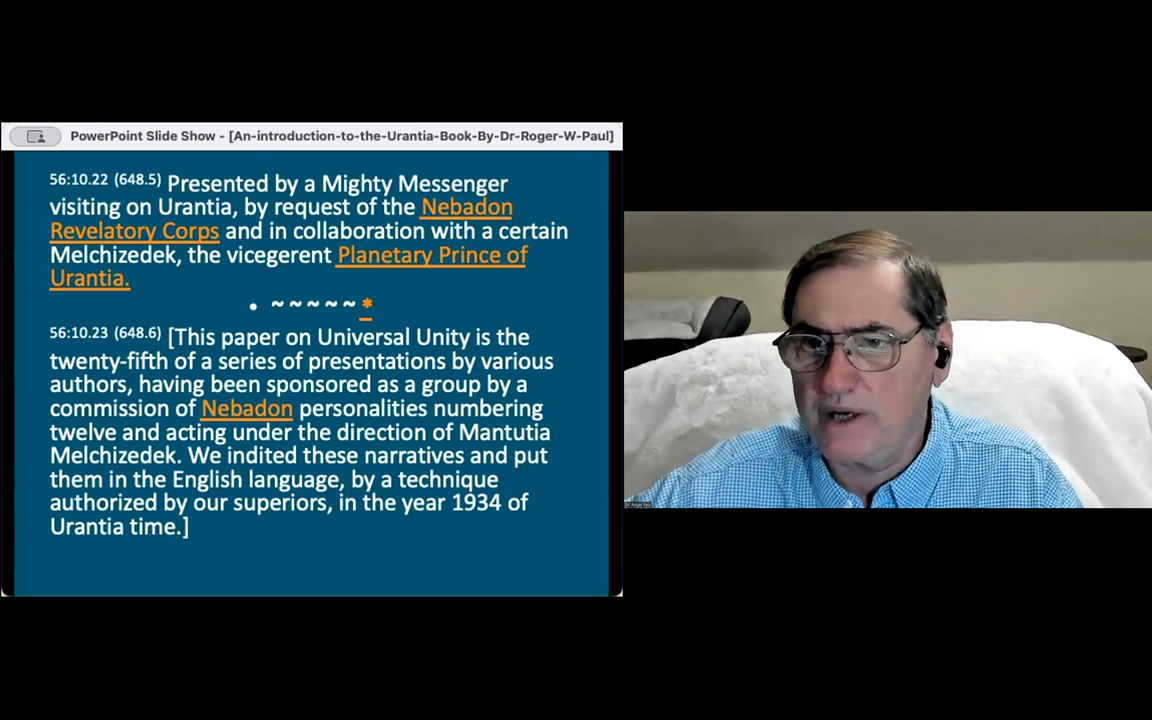 PowerPoint Slide Show - [An-introduction-to-the-Urantia-Book-By-Dr-Roger-W-Paul]
56:10.22 (648.5) Presented by a Mighty Messenger
visiting on Urantia, by request of the Nebadon
Revelatory Corps and in collaboration with a certain
Melchizedek, the vicegerent Planetary Prince of
Urantia.
• ~ ~ ~ ~ ~ *
56:10.23 (648.6) [This paper on Universal Unity is the
twenty-fifth of a series of presentations by various
authors, having been sponsored as a group by a
commission of Nebadon personalities numbering
twelve and acting under the direction of Mantutia
Melchizedek. We indited these narratives and put
them in the English language, by a technique
authorized by our superiors, in the year 1934 of
Urantia time.]